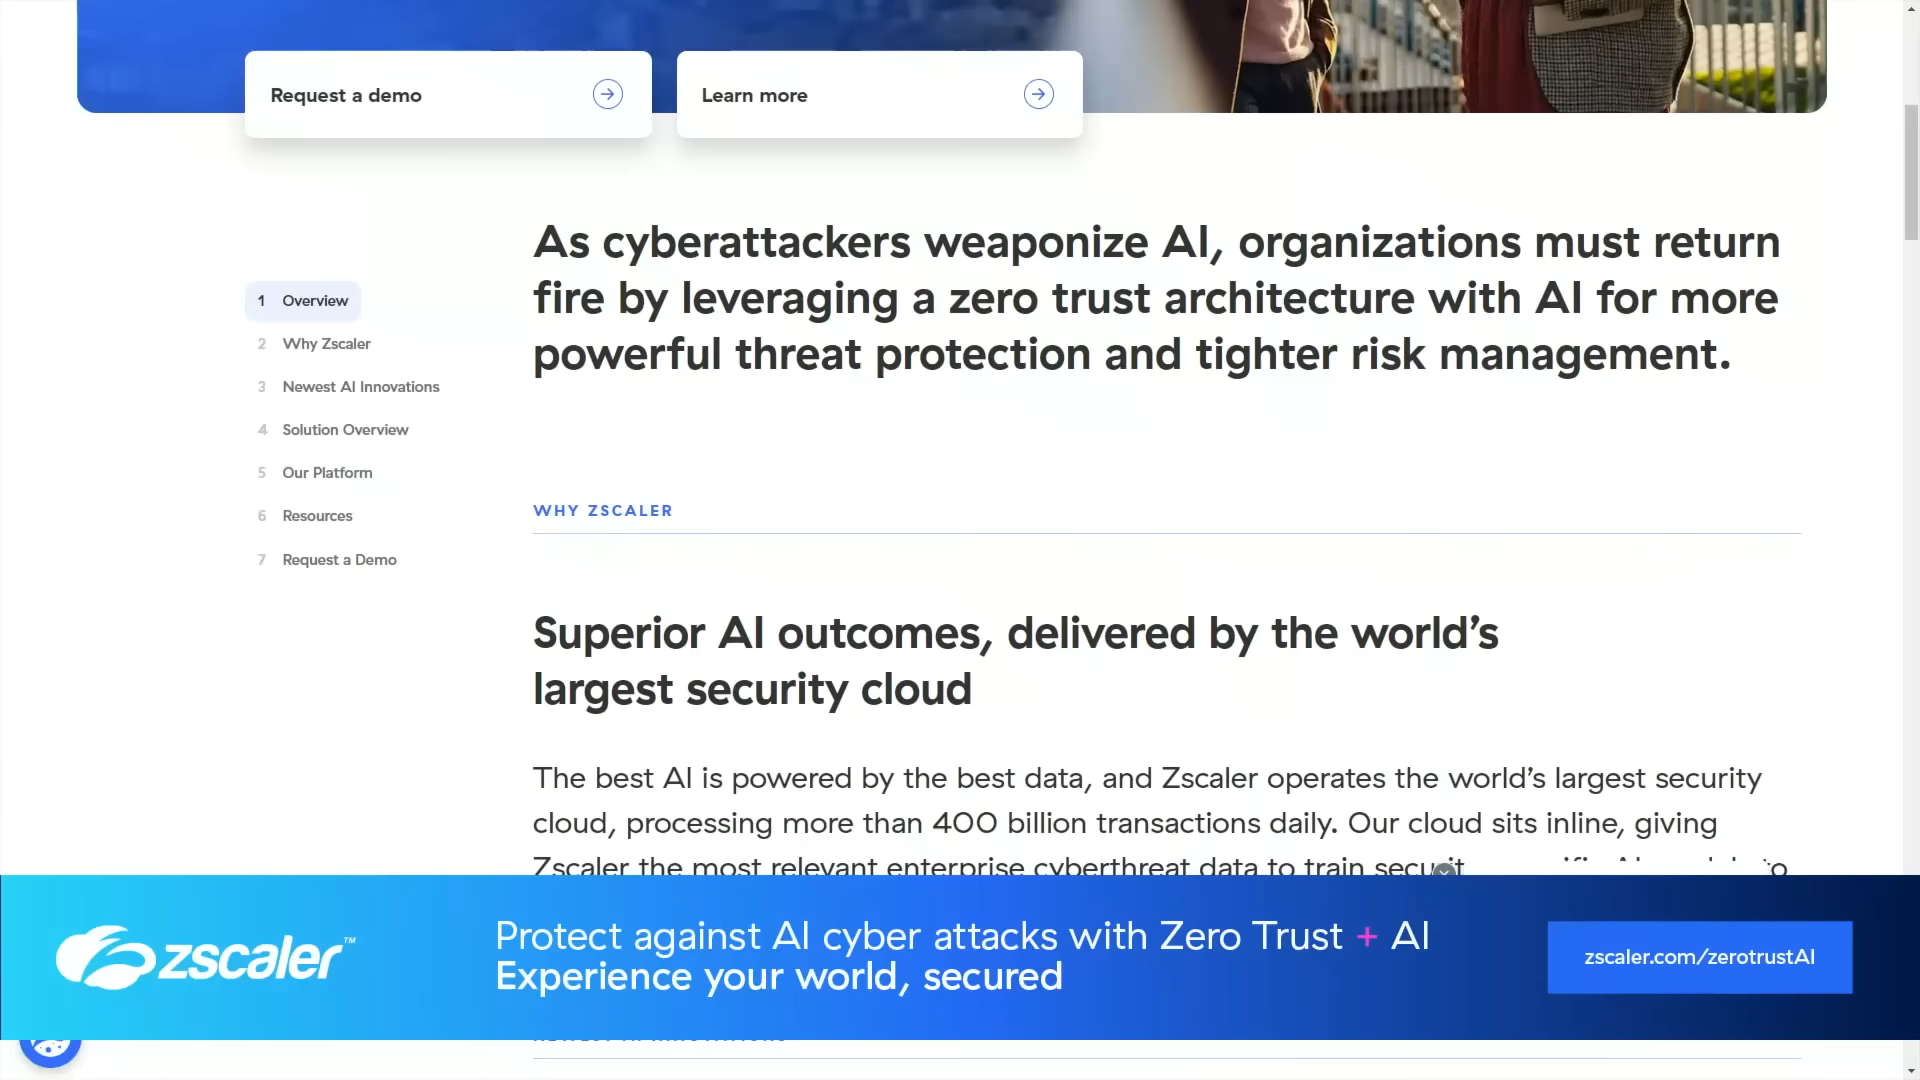 Request a demo
Learn more
As cyberattackers weaponize AI, organizations must return
fire by leveraging a zero trust architecture with AI for more
powerful threat protection and tighter risk management.
1 Overview
2 Why Zscaler
3 Newest AI Innovations
4 Solution Overview
5 Our Platform
6 Resources
7 Request a Demo
WHY ZSCALER
Superior AI outcomes, delivered by the world’s
largest security cloud
The best AI is powered by the best data, and Zscaler operates the world’s largest security
cloud, processing more than 400 billion transactions daily. Our cloud sits inline, giving
Zscaler the most relevant enterprise cyberthreat data to train
zscaler™
Protect against AI cyber attacks with Zero Trust + AI
Experience your world, secured
zscaler.com/zerotrustAI